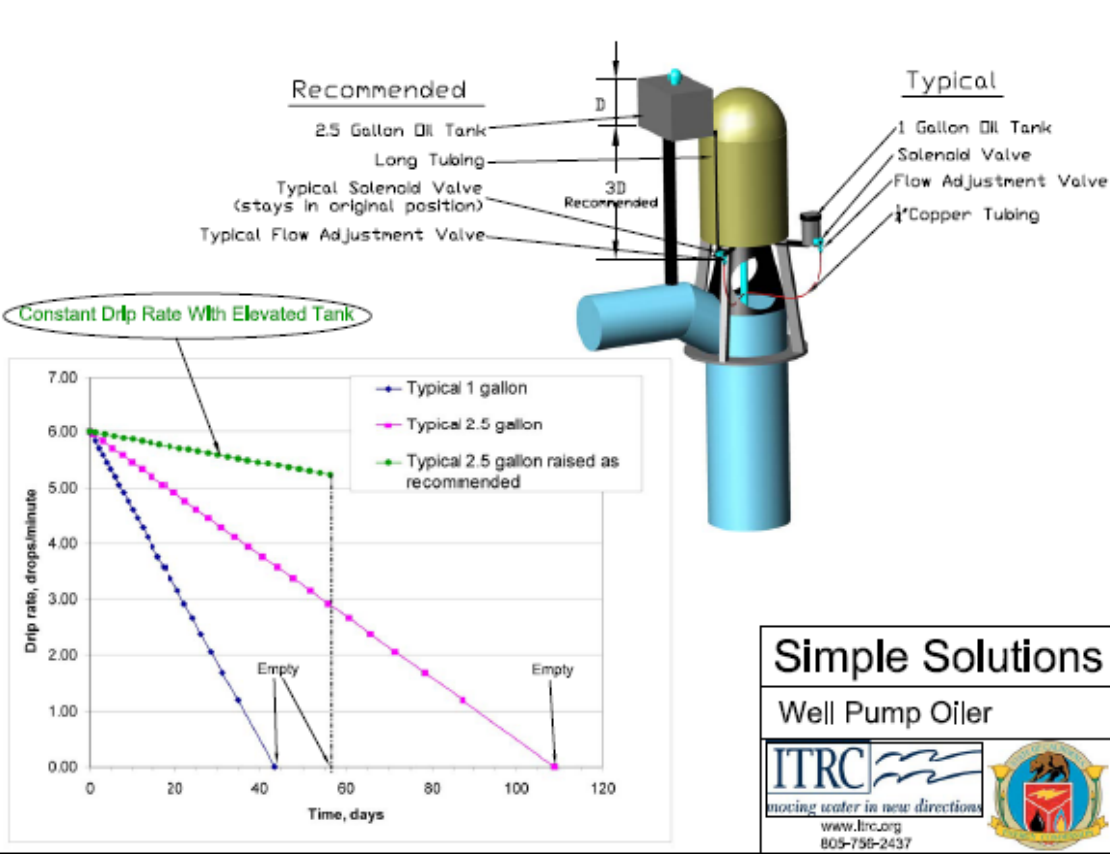 Recommended
2.5 Gallon Oil Tank
Long Tubing
Typical Solenoid Valve
(stays in original position)
Typical Flow Adjustment Valve
D
3D
Recommended
Typical
1 Gallon Oil Tank
Solenoid Valve
Flow Adjustment Valve
¼"Copper Tubing
Constant Drip Rate With Elevated Tank
7.00
6.00
5.00
4.00
3.00
2.00
1.00
0.00
Drip rate, drops/minute
Typical 1 gallon
Typical 2.5 gallon
Typical 2.5 gallon raised as
recommended
Empty
Empty
0
20
40
60
80
100
120
Time, days
Simple Solutions
Well Pump Oiler
ITRC
moving water in new directions
www.itrc.org
805-756-2437